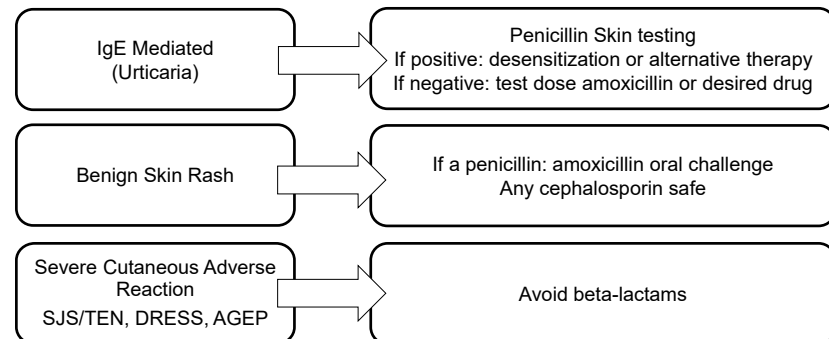 IgE Mediated
(Urticaria)
Penicillin Skin testing
If positive: desensitization or alternative therapy
If negative: test dose amoxicillin or desired drug
Benign Skin Rash
If a penicillin: amoxicillin oral challenge
Any cephalosporin safe
Severe Cutaneous Adverse
Reaction
SJS/TEN, DRESS, AGEP
Avoid beta-lactams